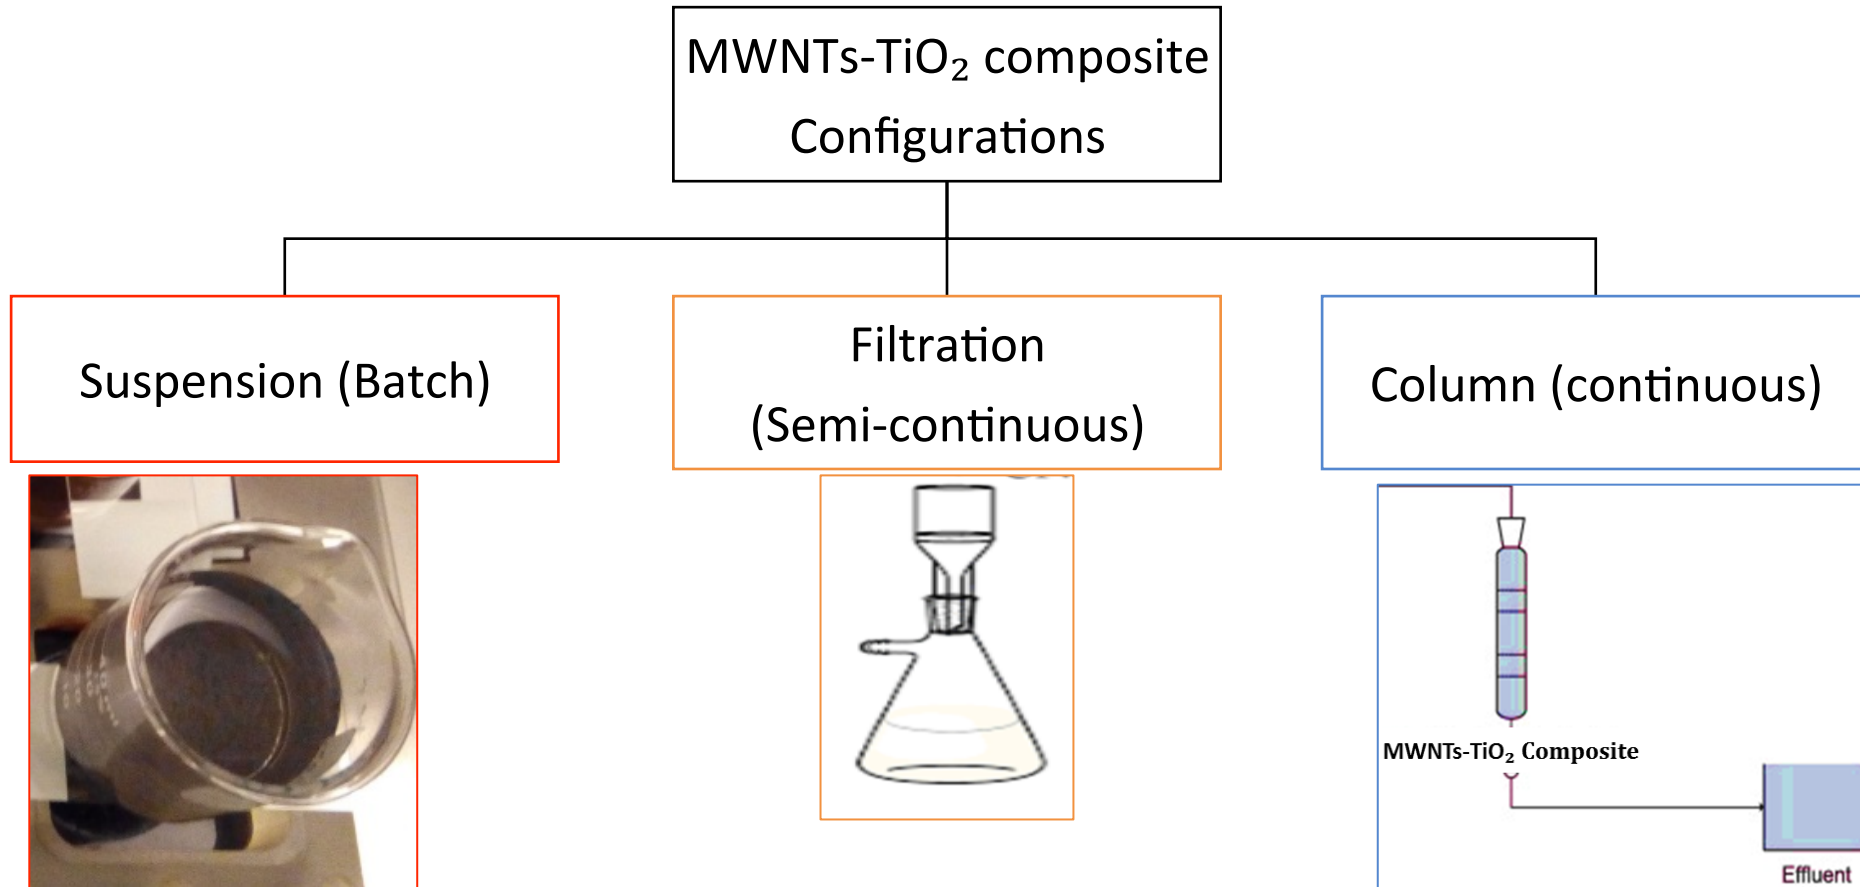 MWNTs-TiO₂ composite
Configurations
Suspension (Batch)
Filtration
(Semi-continuous)
Column (continuous)
MWNTs-TiO₂ Composite
Effluent